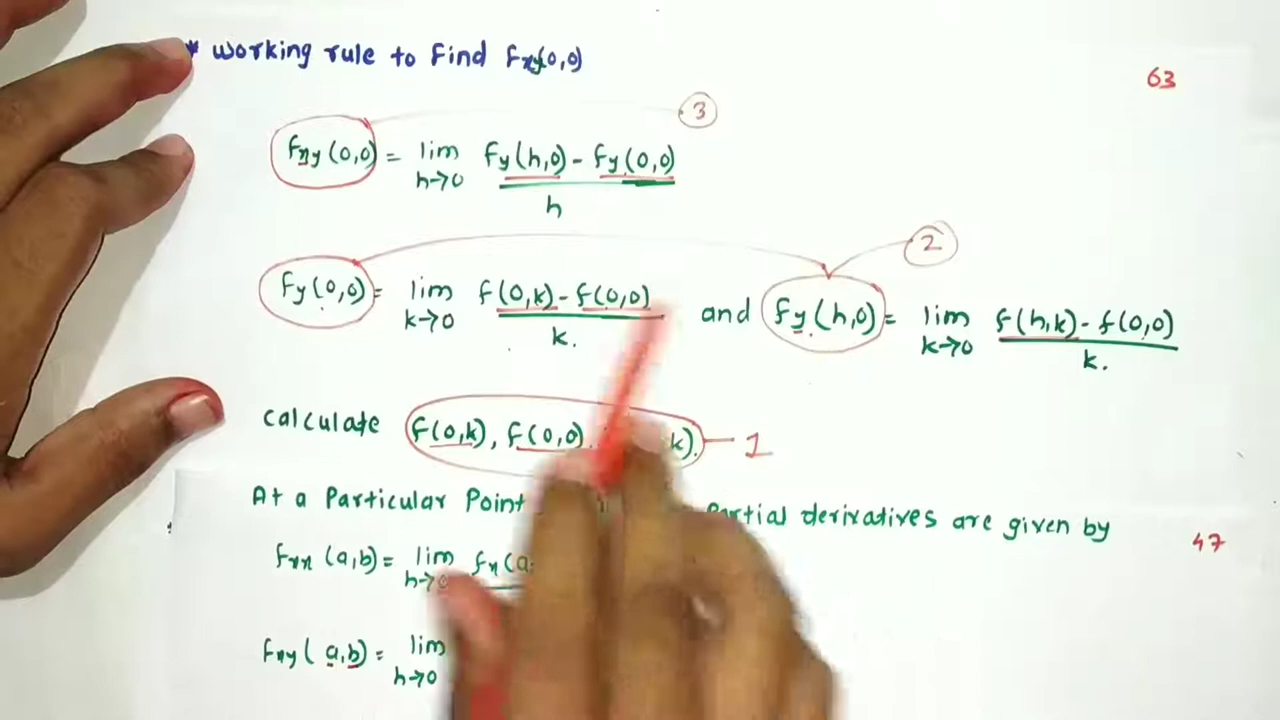 * working rule to Find Fxy(0,0)
63
3
fxy(0,0) = lim h→0 fy(h,0) - fy(0,0) / h
2
fy(0,0) = lim k→0 f(0,k) - f(0,0) / k. and fy(h,0) = lim k→0 f(h,k) - f(0,0) / k.
calculate f(0,k), f(0,0) k). 1
At a Particular Point Partial derivatives are given by
47
fxx (a,b) = lim h→0 fx(a
fxy (a,b) = lim h→0